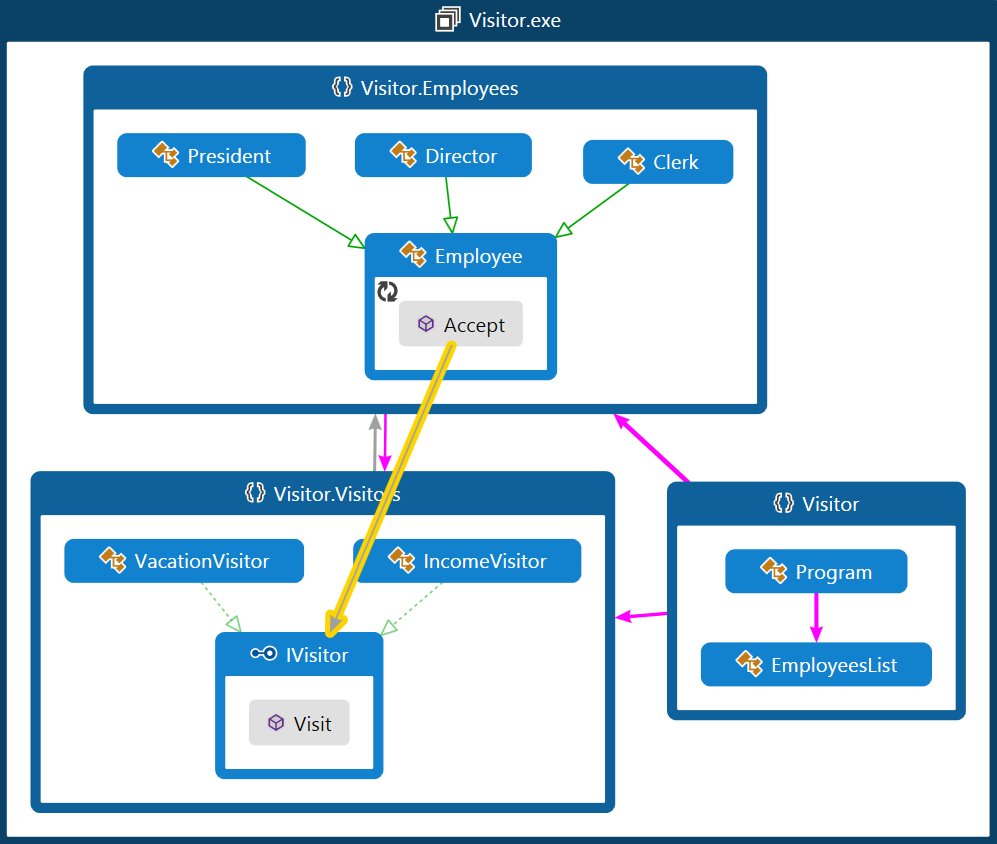 Visitor.exe
Visitor.Employees
President
Director
Clerk
Employee
Accept
Visitor.Visitors
VacationVisitor
IncomeVisitor
IVisitor
Visit
Visitor
Program
EmployeesList